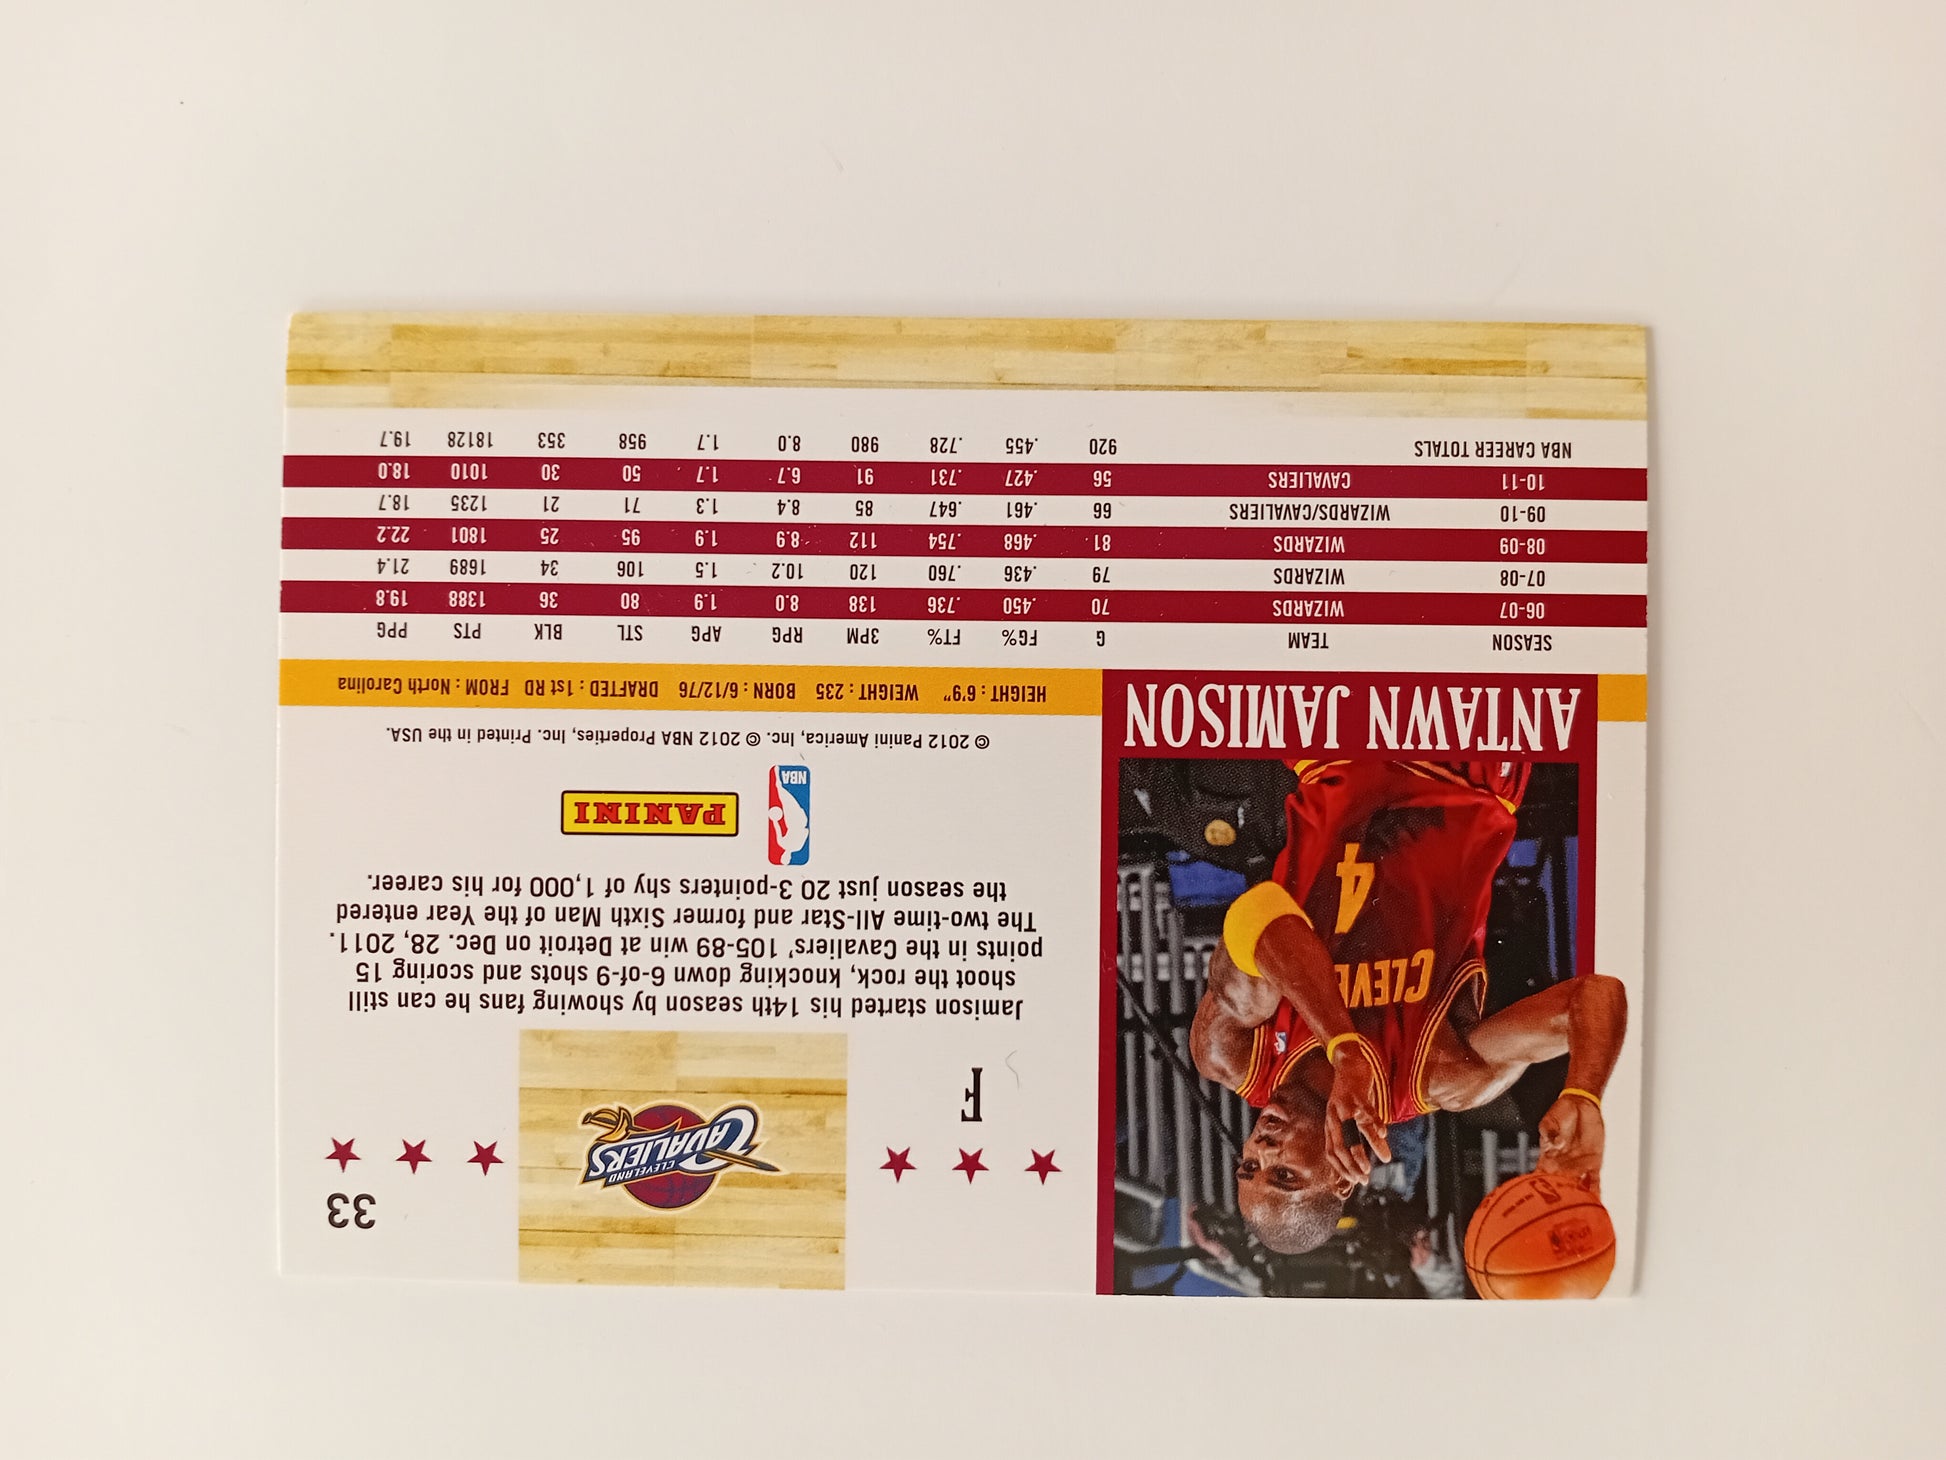 33
CLEVELAND
CAVALIERS
F
Jamison started his 14th season by showing fans he can still
shoot the rock, knocking down 6-of-9 shots and scoring 15
points in the Cavaliers' 105-89 win at Detroit on Dec. 28, 2011.
The two-time All-Star and former Sixth Man of the Year entered
the season just 20 3-pointers shy of 1,000 for his career.
NBA
PANINI
© 2012 Panini America, Inc. © 2012 NBA Properties, Inc. Printed in the USA.
CLEVE
4
ANTAWN JAMISON
HEIGHT : 6'9" WEIGHT : 235 BORN : 6/12/76 DRAFTED : 1st RD FROM : North Carolina
SEASON TEAM G FG% FT% 3PM RPG APG STL BLK PTS PPG
06-07 WIZARDS 70 .450 .736 138 8.0 1.9 80 36 1388 19.8
07-08 WIZARDS 79 .436 .760 120 10.2 1.5 106 34 1689 21.4
08-09 WIZARDS 81 .468 .754 112 8.9 1.9 95 25 1801 22.2
09-10 WIZARDS/CAVALIERS 66 .461 .647 85 8.4 1.3 71 21 1235 18.7
10-11 CAVALIERS 56 .427 .731 91 6.7 1.7 50 30 1010 18.0
NBA CAREER TOTALS 920 .455 .728 980 8.0 1.7 958 353 18128 19.7